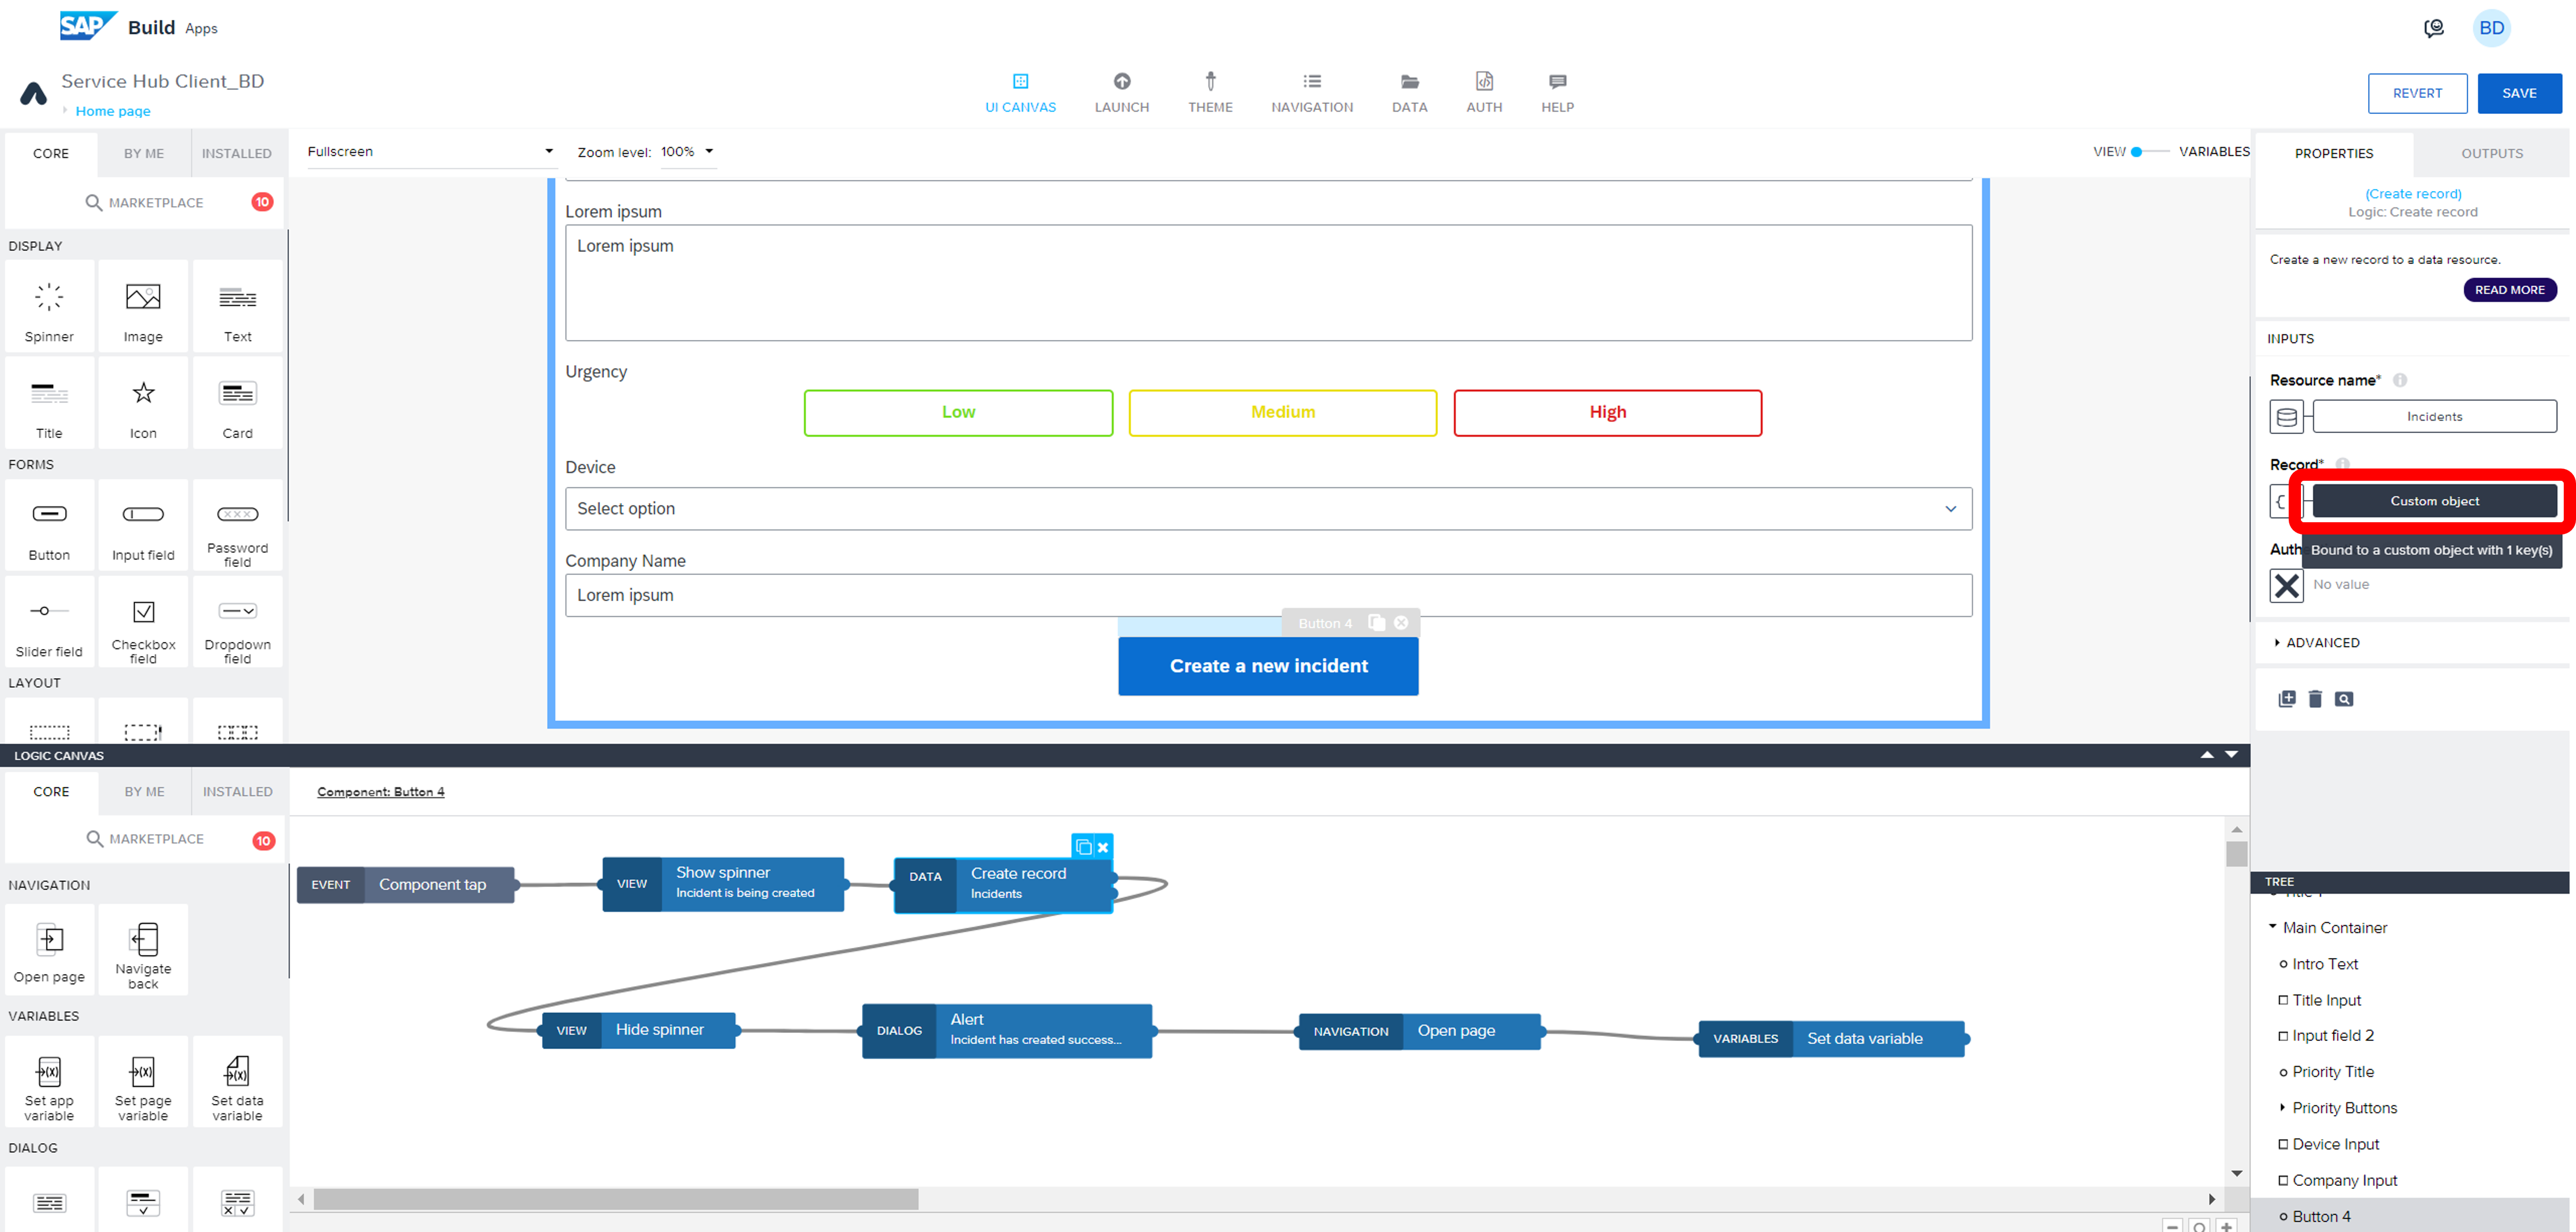 SAP Build Apps
BD
Service Hub Client_BD
Home page
UI CANVAS
LAUNCH
THEME
NAVIGATION
DATA
AUTH
HELP
REVERT
SAVE
CORE
BY ME
INSTALLED
MARKETPLACE
10
DISPLAY
Spinner
Image
Text
Title
Icon
Card
FORMS
Button
Input field
Password
field
Slider field
Checkbox
field
Dropdown
field
LAYOUT
Fullscreen
Zoom level: 100%
VIEW
VARIABLES
Lorem ipsum
Lorem ipsum
Urgency
Low
Medium
High
Device
Select option
Company Name
Lorem ipsum
Button 4
Create a new incident
PROPERTIES
OUTPUTS
(Create record)
Logic: Create record
Create a new record to a data resource.
READ MORE
INPUTS
Resource name*
Incidents
Record*
Custom object
Auth
Bound to a custom object with 1 key(s)
No value
ADVANCED
LOGIC CANVAS
CORE
BY ME
INSTALLED
MARKETPLACE
10
NAVIGATION
Open page
Navigate
back
VARIABLES
Set app
variable
Set page
variable
Set data
variable
DIALOG
Component: Button 4
EVENT
Component tap
VIEW
Show spinner
Incident is being created
DATA
Create record
Incidents
VIEW
Hide spinner
DIALOG
Alert
Incident has created success...
NAVIGATION
Open page
VARIABLES
Set data variable
TREE
Main Container
Intro Text
Title Input
Input field 2
Priority Title
Priority Buttons
Device Input
Company Input
Button 4